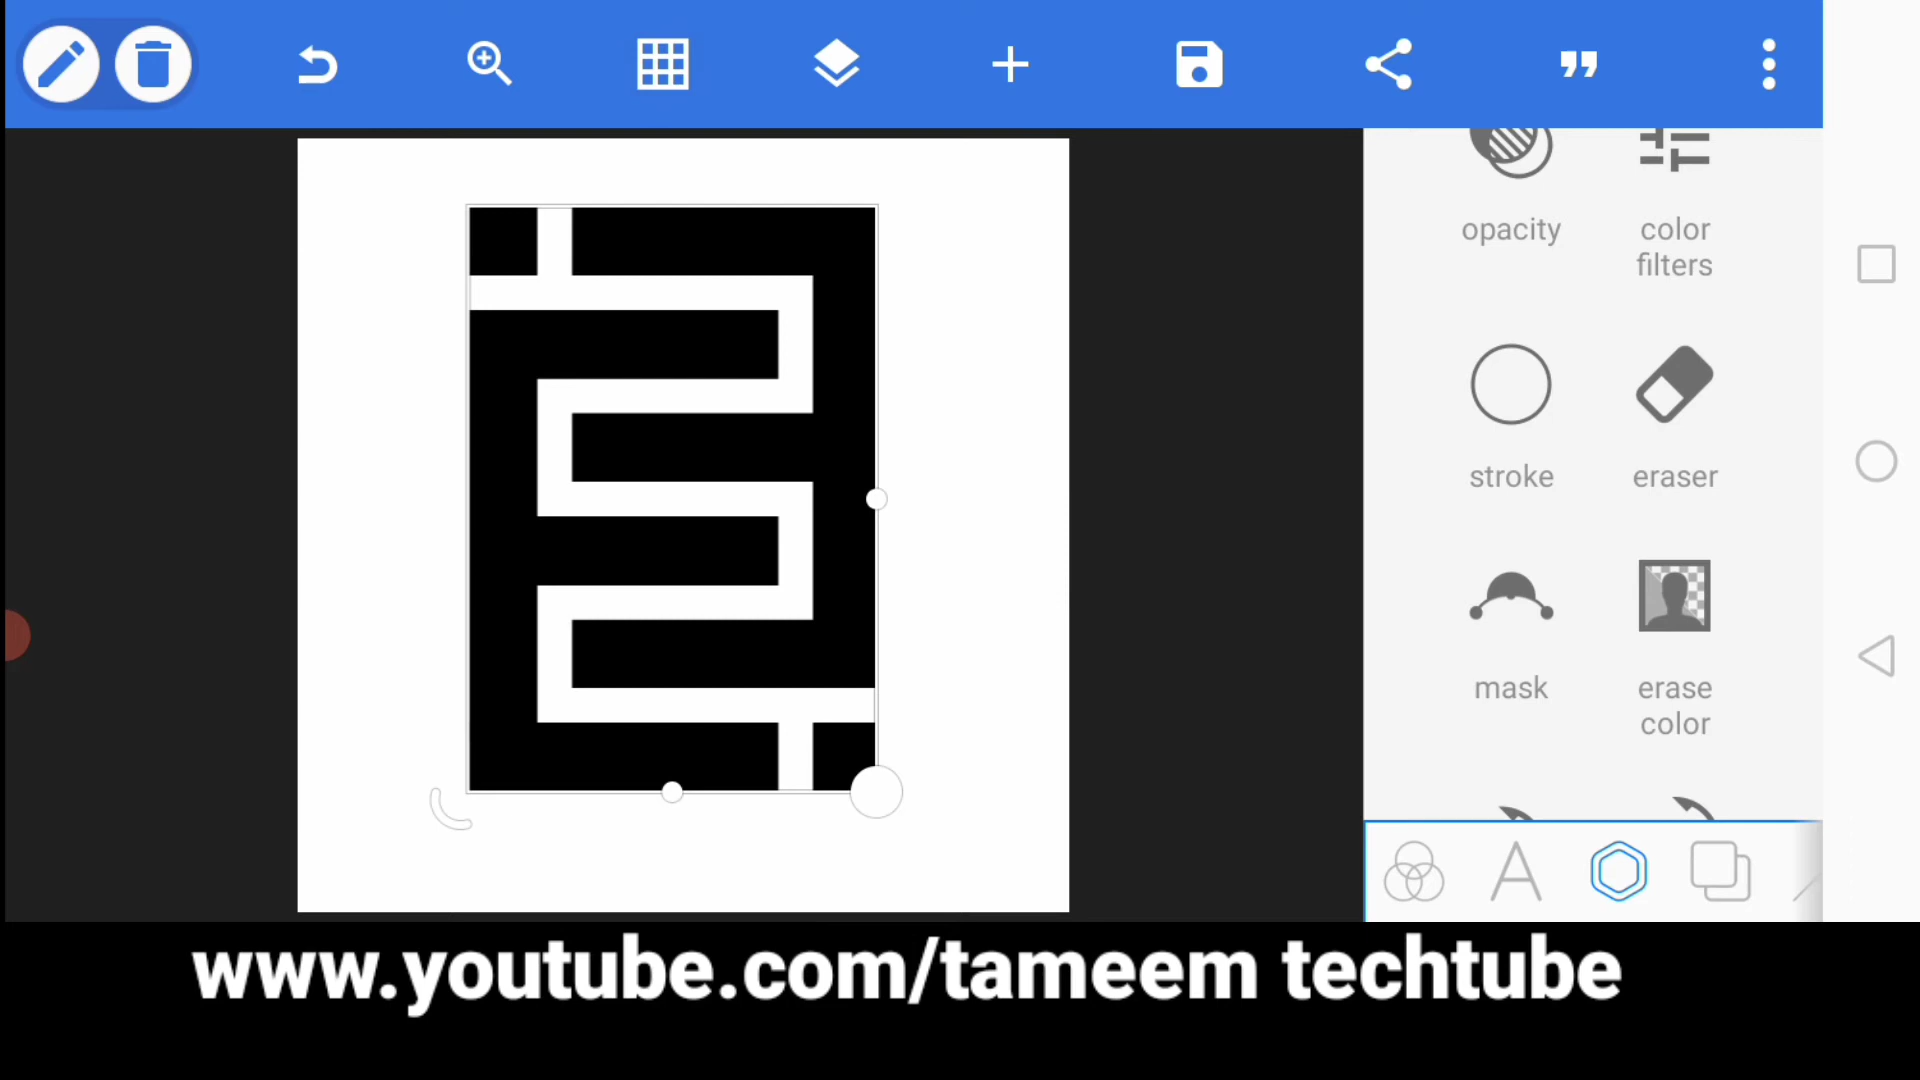 opacity
color
filters
stroke
eraser
mask
erase
color
www.youtube.com/tameem techtube